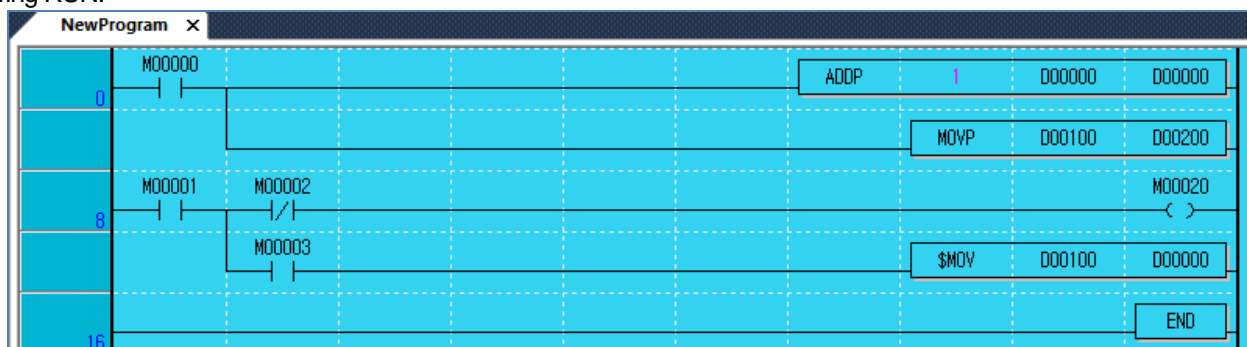 NewProgram X
M00000
ADDP 1 D00000 D00000
0
MOVP D00100 D00200
M00001 M00002 M00020
8
M00003
$MOV D00100 D00000
END
16